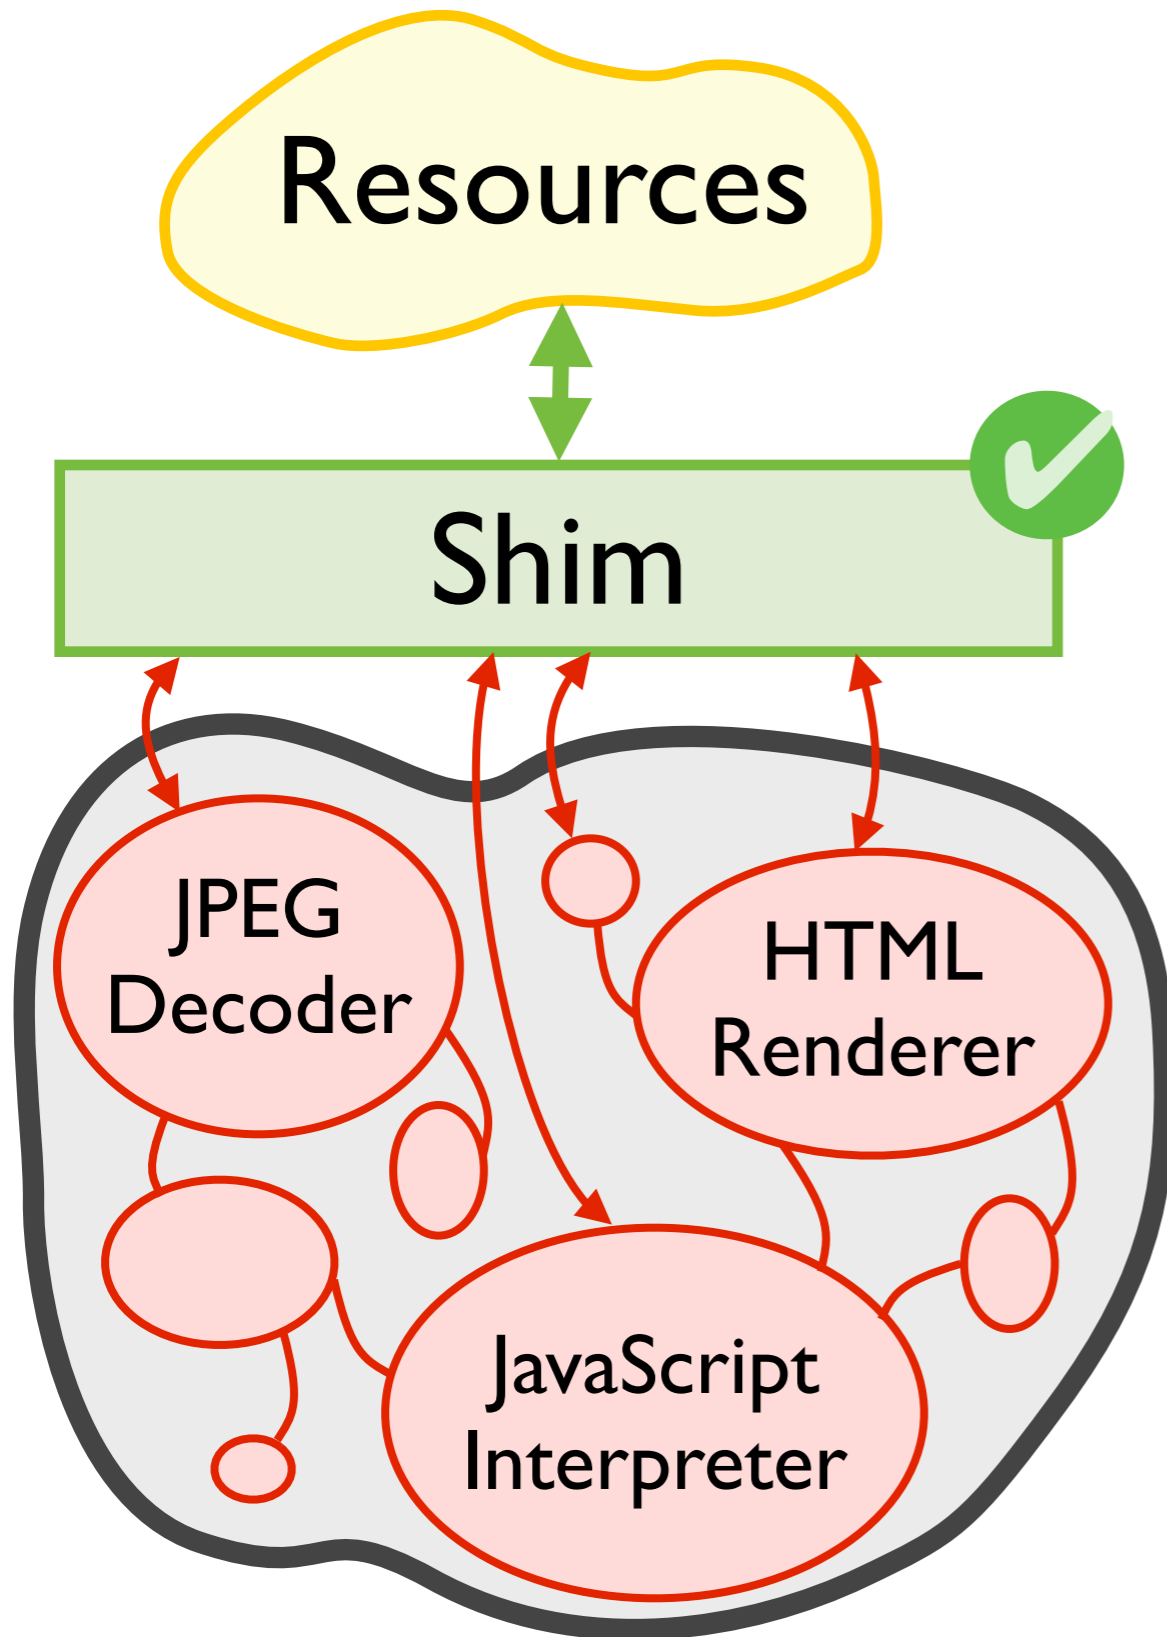 Resources
Shim
JPEG
Decoder
HTML
Renderer
JavaScript
Interpreter